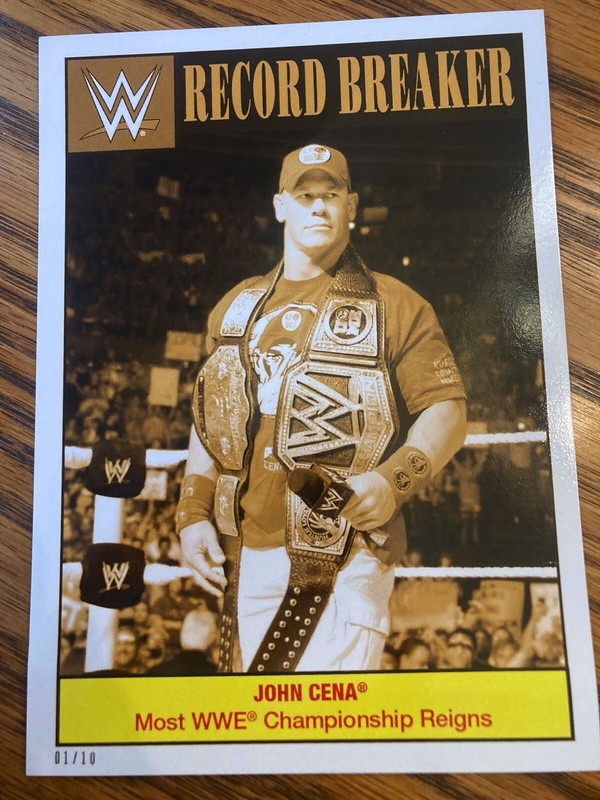 W
RECORD BREAKER
W
W
W
W
JOHN CENA®
Most WWE® Championship Reigns
01/10